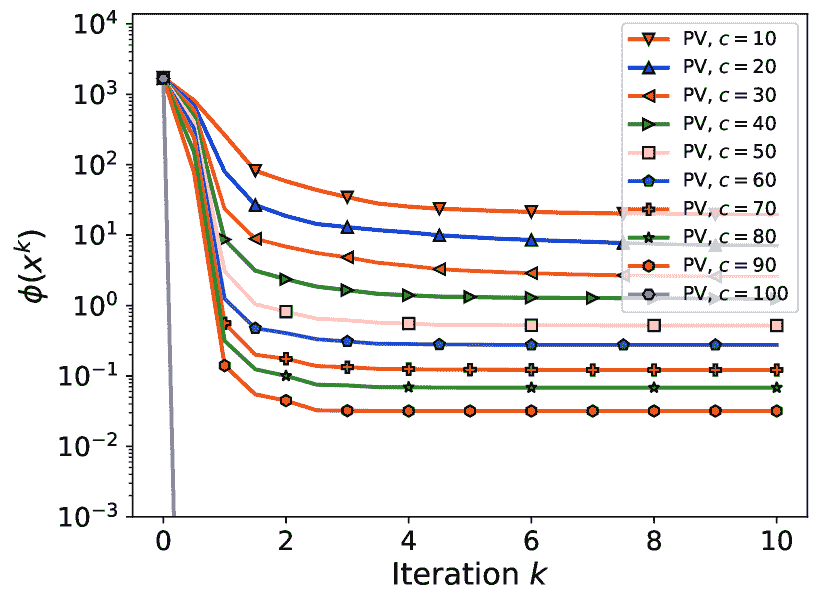 10^4
10^3
10^2
10^1
10^0
10^-1
10^-2
10^-3
ϕ(x^k)
PV, c = 10
PV, c = 20
PV, c = 30
PV, c = 40
PV, c = 50
PV, c = 60
PV, c = 70
PV, c = 80
PV, c = 90
PV, c = 100
0 2 4 6 8 10
Iteration k